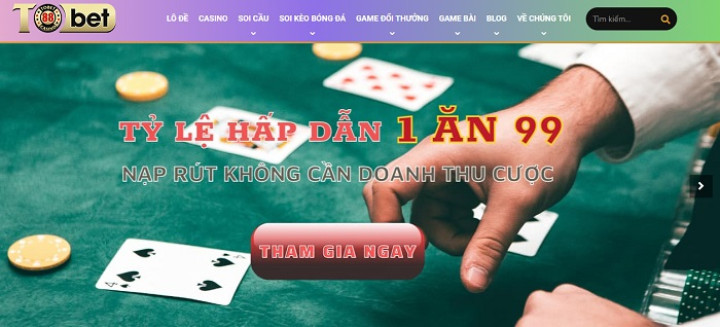 TOBET 88 bet
LÔ ĐỀ CASINO SOI CẦU SOI KÈO BÓNG ĐÁ GAME ĐỔI THƯỞNG GAME BÀI BLOG VỀ CHÚNG TÔI Tìm kiếm...
TỶ LỆ HẤP DẪN 1 ĂN 99
NẠP RÚT KHÔNG CẦN DOANH THU CƯỢC
THAM GIA NGAY
4